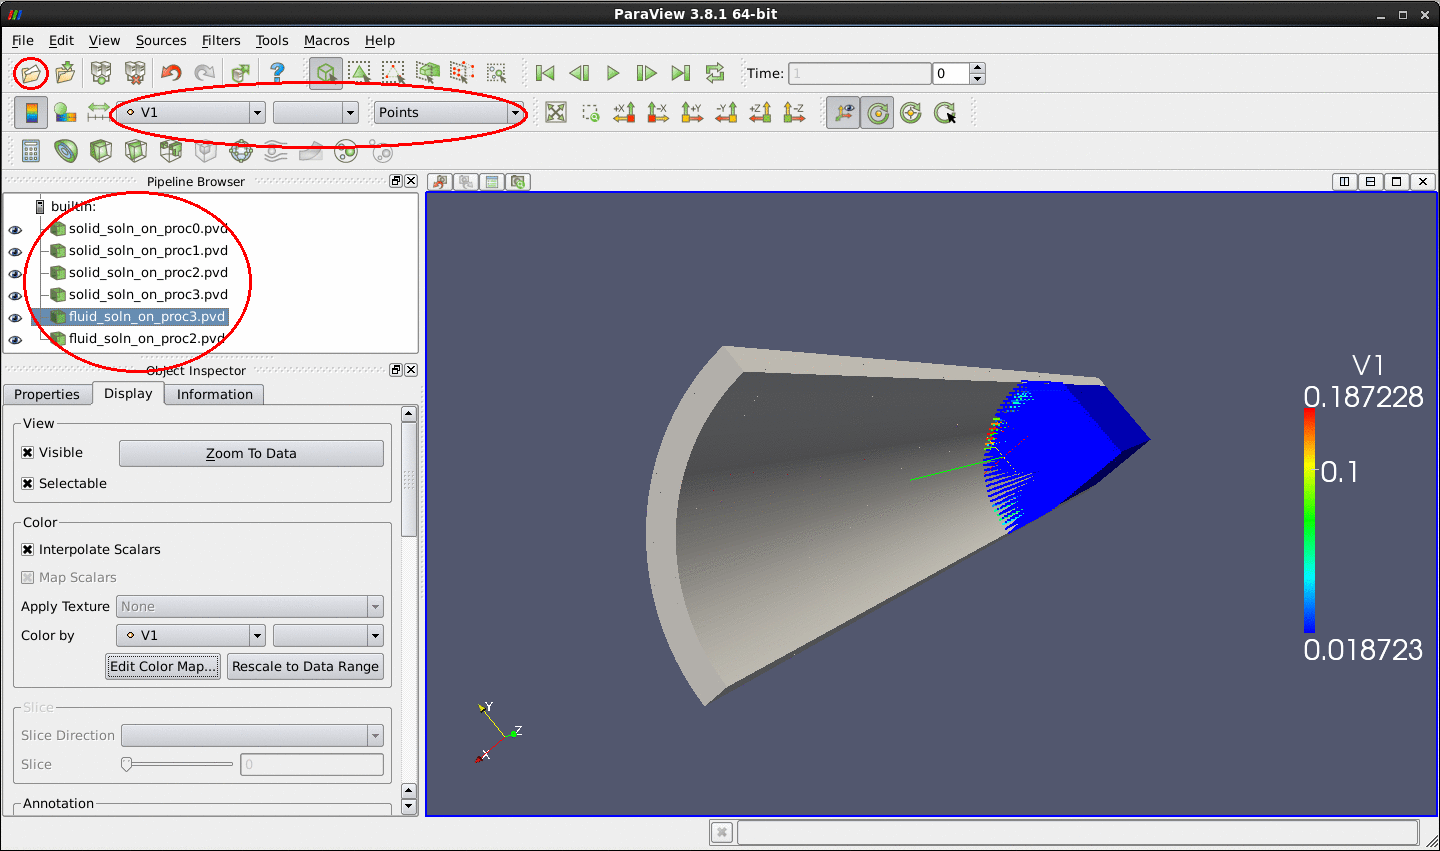 ParaView 3.8.1 64-bit
File Edit View Sources Filters Tools Macros Help
Time: 1 0
V1 Points
+X -X +Y -Y +Z -Z
Pipeline Browser
builtin:
solid_soln_on_proc0.pvd
solid_soln_on_proc1.pvd
solid_soln_on_proc2.pvd
solid_soln_on_proc3.pvd
fluid_soln_on_proc3.pvd
fluid_soln_on_proc2.pvd
Object Inspector
Properties Display Information
View
Visible Zoom To Data
Selectable
Color
Interpolate Scalars
Map Scalars
Apply Texture None
Color by V1
Edit Color Map... Rescale to Data Range
Slice
Slice Direction
Slice 0
Annotation
V1
0.187228
0.1
0.018723
Y
Z
X